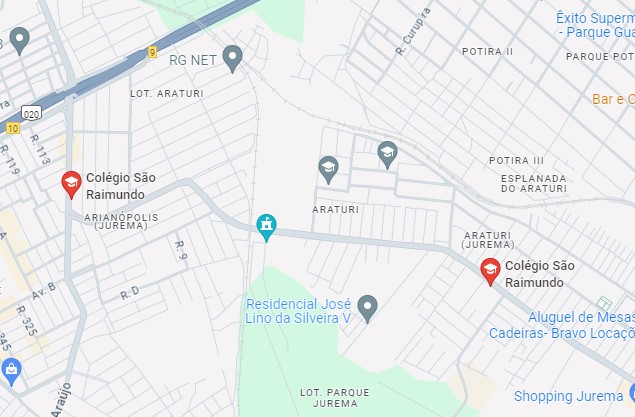 Êxito Superm
- Parque Gua
R. Curupira
POTIRA II
PARQUE POT
9
RG NET
LOT. ARATURI
Bar e C
020
10
R. 113
R. 119
POTIRA III
ESPLANADA
DO ARATURI
Colégio São
Raimundo
ARIANÓPOLIS
(JUREMA)
ARATURI
ARATURI
(JUREMA)
R. 9
Colégio São
Raimundo
Av. B
R. D
R. 325
345
Residencial José
Lino da Silveira V
Aluguel de Mesas
Cadeiras- Bravo Locaçõ
LOT. PARQUE
JUREMA
Shopping Jurema
Araújo